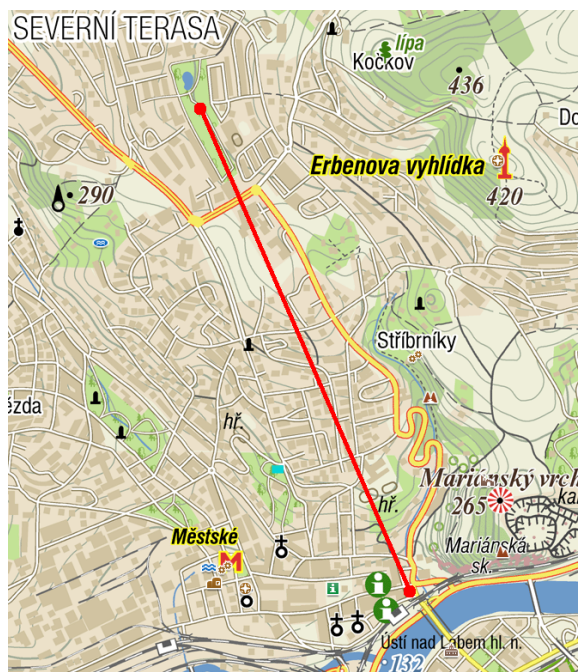 SEVERNÍ TERASA
lípa
Kočkov
436
Do
Erbenova vyhlídka
290
420
Stříbrníky
ězda
hř.
Mariánský vrch
hř.
265
ka
Městské
Mariánská
sk.
M
i
i
i
Ústí nad Labem hl. n.
132